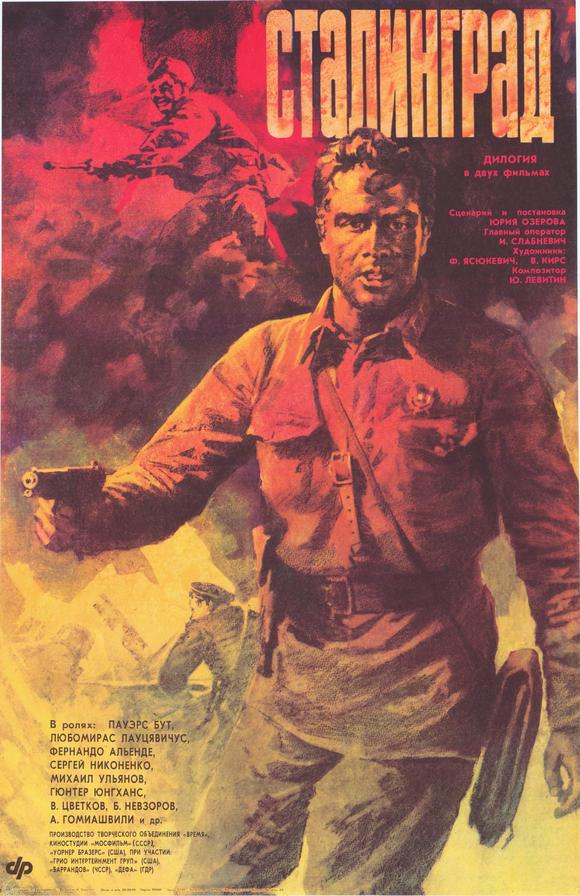 СТАЛИНГРАД
ДИЛОГИЯ
в двух фильмах
Сценарий и постановка
ЮРИЯ ОЗЕРОВА
Главный оператор
И. СЛАБНЕВИЧ
Художники:
Ф. ЯСЮКЕВИЧ, В. КИРС
Композитор
Ю. ЛЕВИТИН
В ролях: ПАУЭРС БУТ,
ЛЮБОМИРАС ЛАУЦЯВИЧУС,
ФЕРНАНДО АЛЬЕНДЕ,
СЕРГЕЙ НИКОНЕНКО,
МИХАИЛ УЛЬЯНОВ,
ГЮНТЕР ЮНГХАНС,
В. ЦВЕТКОВ, Б. НЕВЗОРОВ,
А. ГОМИАШВИЛИ и др.
ПРОИЗВОДСТВО ТВОРЧЕСКОГО ОБЪЕДИНЕНИЯ «ВРЕМЯ»,
КИНОСТУДИИ «МОСФИЛЬМ» (СССР),
«УОРНЕР БРАЗЕРС» (США), ПРИ УЧАСТИИ:
«ГРИО ИНТЕРТЕЙНМЕНТ ГРУП» (США),
«БАРРАНДОВ» (ЧССР), «ДЕФА» (ГДР)